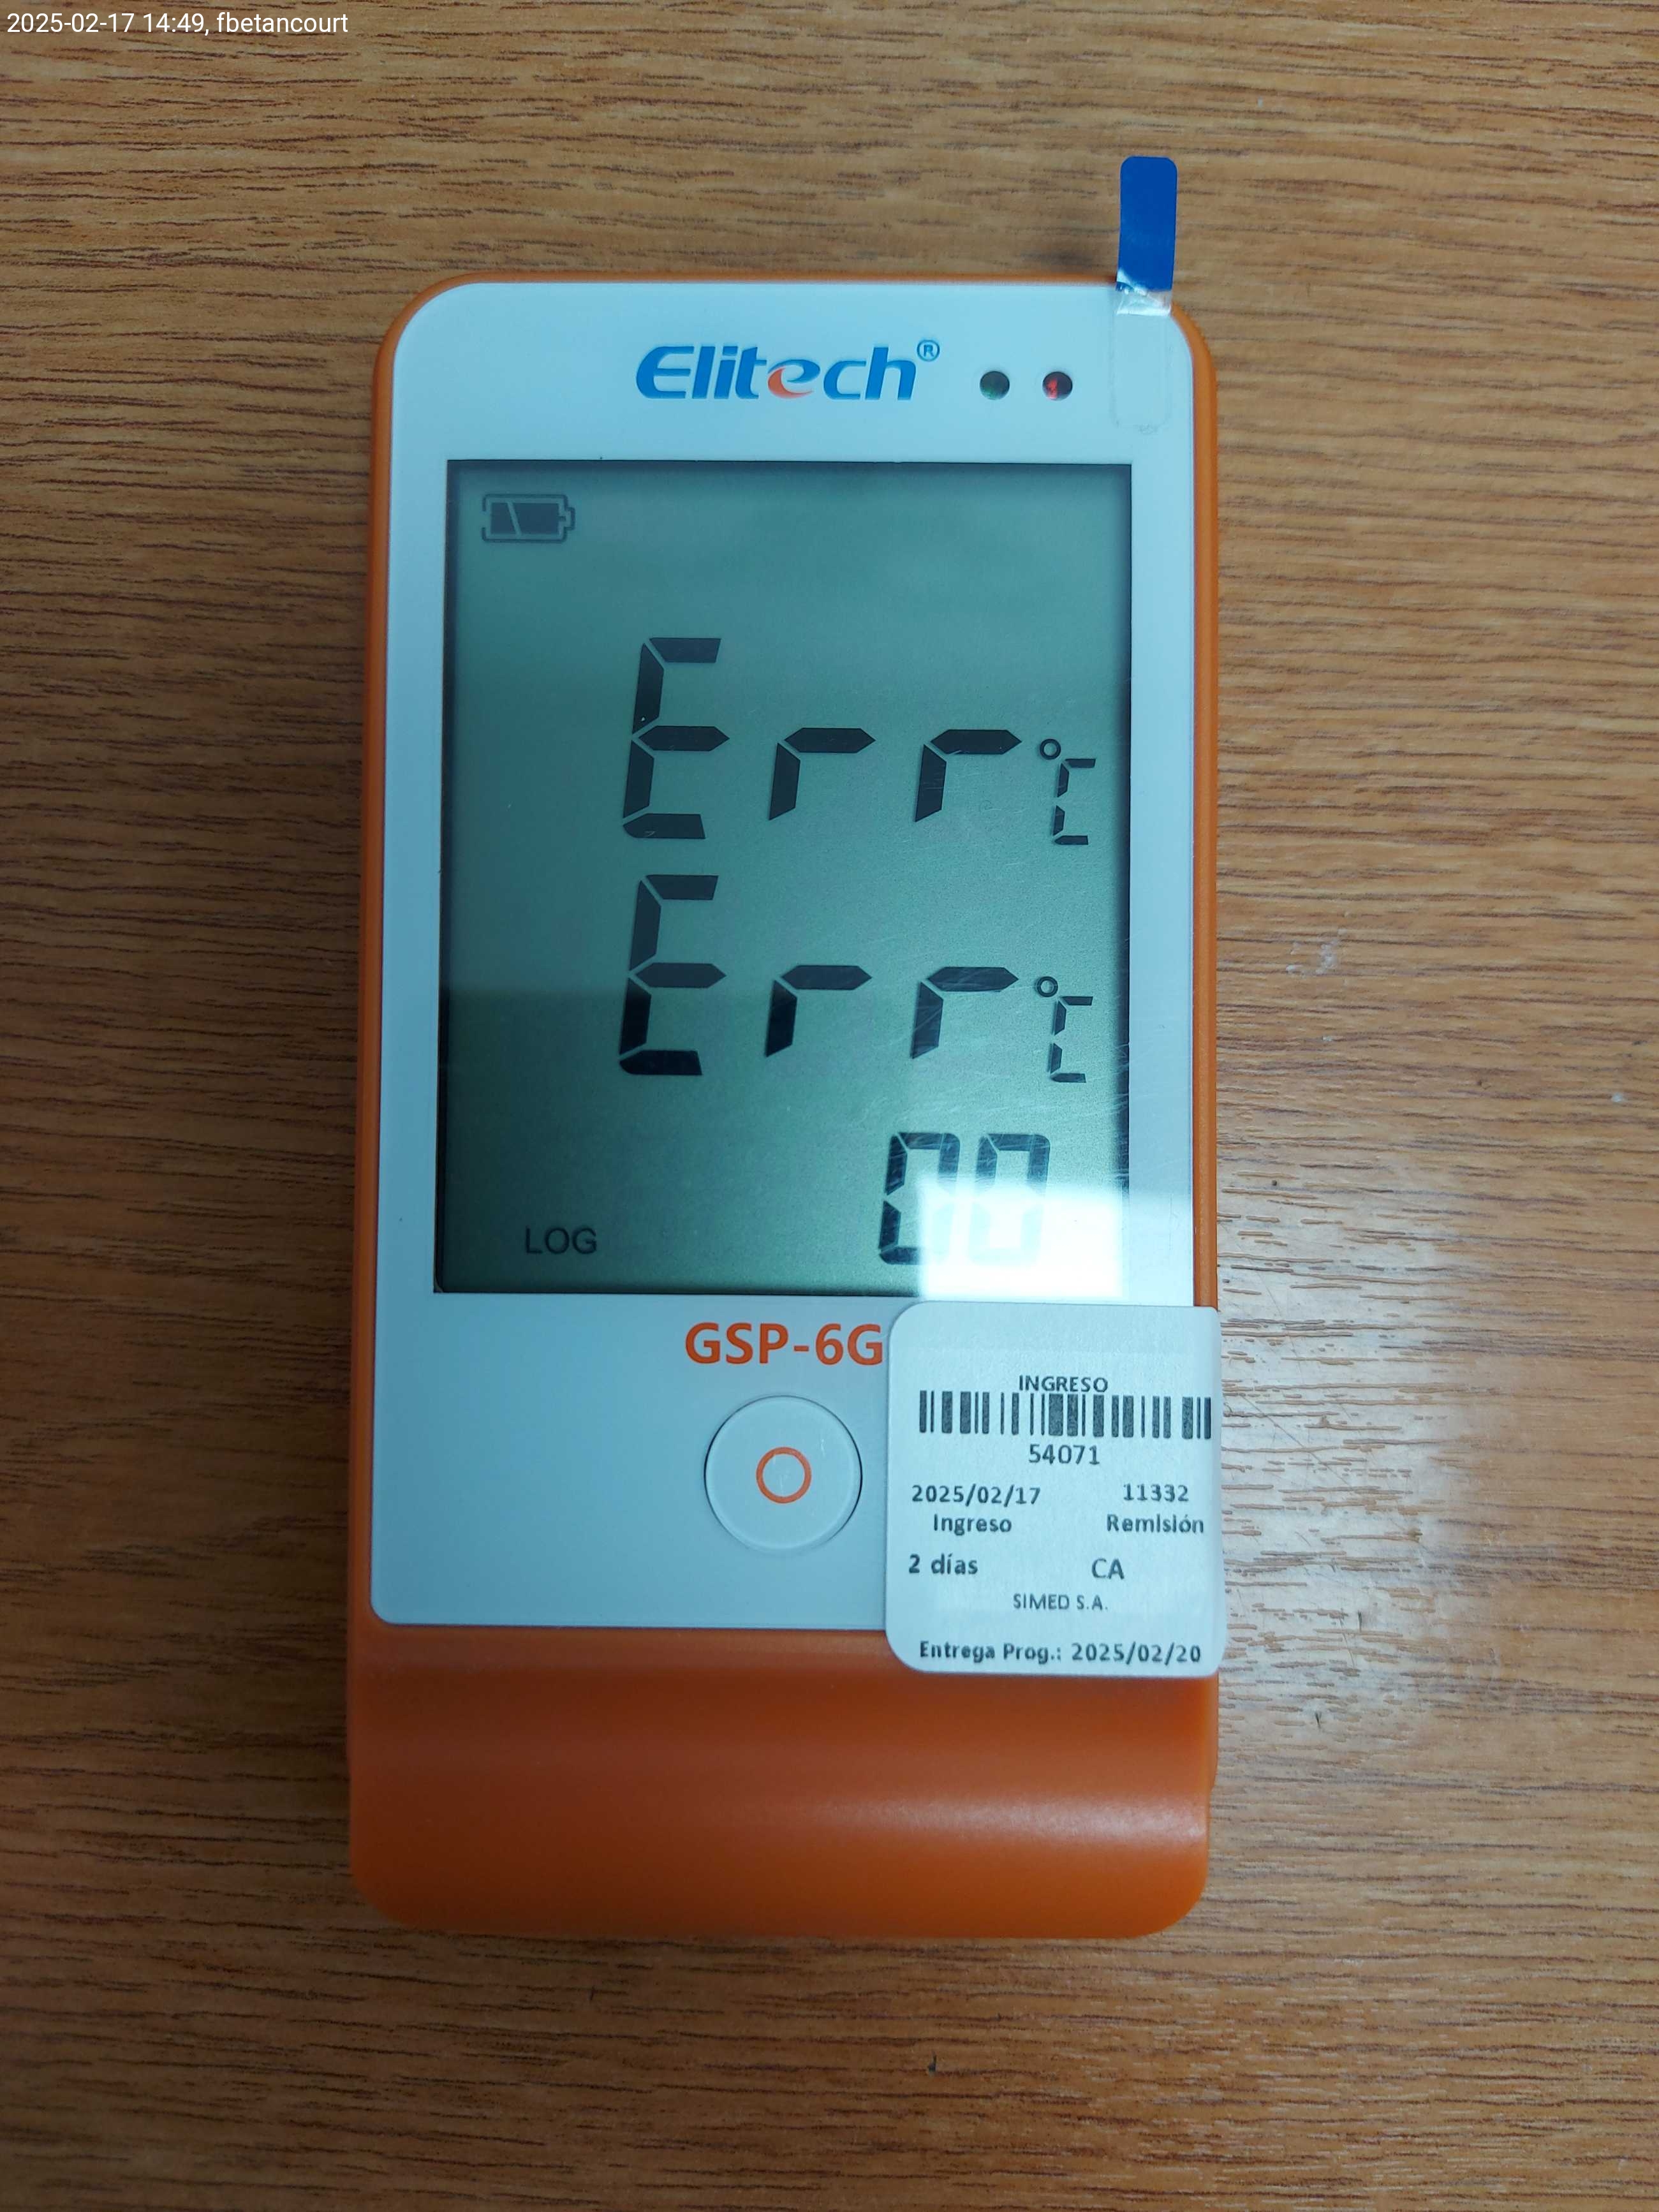 2025-02-17 14:49, fbetancourt
Elitech®
Err°C
Err°C
00
LOG
GSP-6G
INGRESO
54071
2025/02/17 11332
Ingreso Remisión
2 días CA
SIMED S.A.
Entrega Prog.: 2025/02/20